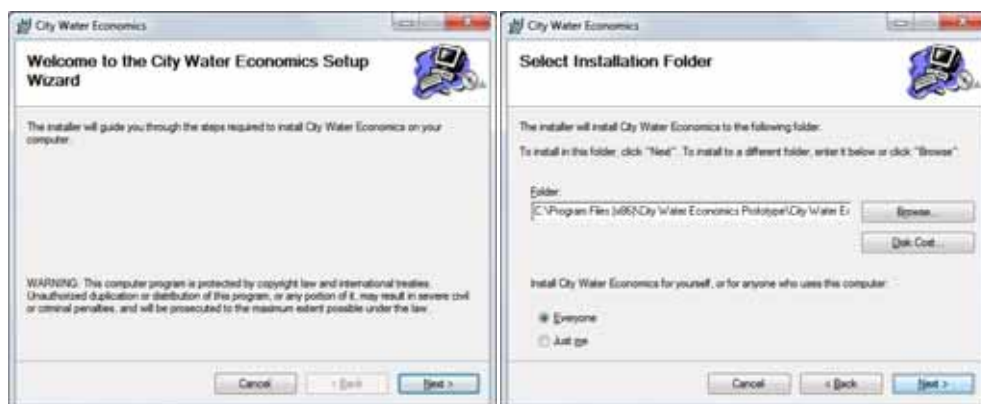 City Water Economics
Welcome to the City Water Economics Setup
Wizard
The installer will guide you through the steps required to install City Water Economics on your
computer.
WARNING: This computer program is protected by copyright law and international treaties.
Unauthorized duplication or distribution of this program, or any portion of it, may result in severe civil
or criminal penalties, and will be prosecuted to the maximum extent possible under the law.
Cancel
< Back
Next >
City Water Economics
Select Installation Folder
The installer will install City Water Economics to the following folder.
To install in this folder, click "Next". To install to a different folder, enter it below or click "Browse".
Folder:
C:\Program Files (x86)\City Water Economics Prototype\City Water Ec
Browse...
Disk Cost...
Install City Water Economics for yourself, or for anyone who uses this computer:
Everyone
Just me
Cancel
< Back
Next >